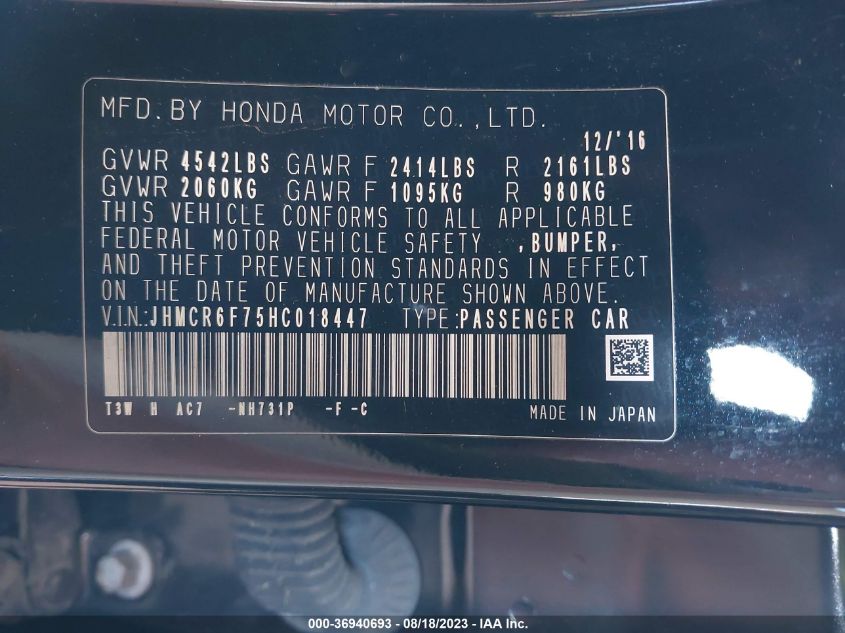 MFD. BY HONDA MOTOR CO.,LTD.
12/'16
GVWR 4542LBS GAWR F 2414LBS R 2161LBS
GVWR 2060KG GAWR F 1095KG R 980KG
THIS VEHICLE CONFORMS TO ALL APPLICABLE
FEDERAL MOTOR VEHICLE SAFETY ,BUMPER,
AND THEFT PREVENTION STANDARDS IN EFFECT
ON THE DATE OF MANUFACTURE SHOWN ABOVE.
V.I.N.:JHMCR6F75HC018447 TYPE:PASSENGER CAR
T3W H AC7 -NH731P -F -C MADE IN JAPAN
000-36940693 - 08/18/2023 - IAA Inc.